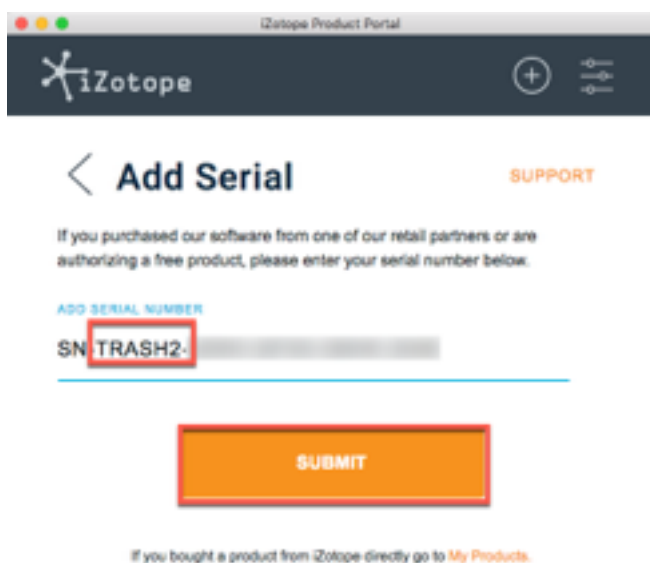 iZotope Product Portal
iZotope
Add Serial
SUPPORT
If you purchased our software from one of our retail partners or are
authorizing a free product, please enter your serial number below.
ADD SERIAL NUMBER
SN-TRASH2-
SUBMIT
If you bought a product from iZotope directly go to My Products.